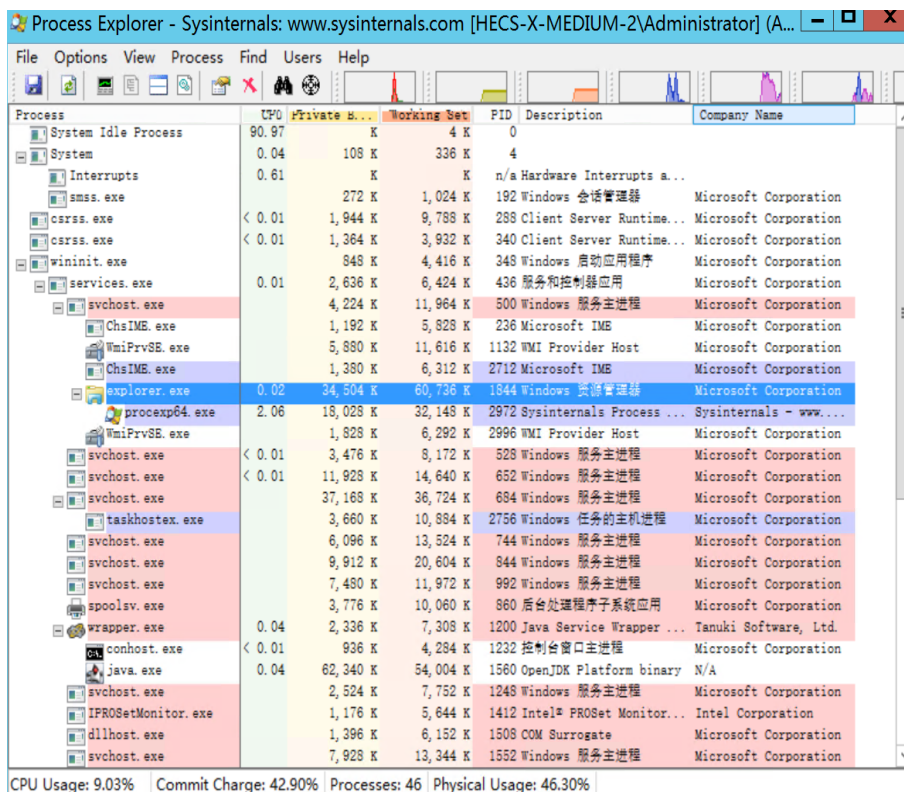 Process Explorer - Sysinternals: www.sysinternals.com [HECS-X-MEDIUM-2\Administrator] (A...
File Options View Process Find Users Help
Process CPU Private B... Working Set PID Description Company Name
System Idle Process 90.97 K 4 K 0
System 0.04 108 K 336 K 4
Interrupts 0.61 K K n/a Hardware Interrupts a...
smss.exe 272 K 1,024 K 192 Windows 会话管理器 Microsoft Corporation
csrss.exe < 0.01 1,944 K 9,788 K 288 Client Server Runtime... Microsoft Corporation
csrss.exe < 0.01 1,364 K 3,932 K 340 Client Server Runtime... Microsoft Corporation
wininit.exe 848 K 4,416 K 348 Windows 启动应用程序 Microsoft Corporation
services.exe 0.01 2,636 K 6,424 K 436 服务和控制器应用 Microsoft Corporation
svchost.exe 4,224 K 11,964 K 500 Windows 服务主进程 Microsoft Corporation
ChsIME.exe 1,192 K 5,828 K 236 Microsoft IME Microsoft Corporation
WmiPrvSE.exe 5,880 K 11,616 K 1132 WMI Provider Host Microsoft Corporation
ChsIME.exe 1,380 K 6,312 K 2712 Microsoft IME Microsoft Corporation
explorer.exe 0.02 34,504 K 60,736 K 1844 Windows 资源管理器 Microsoft Corporation
procexp64.exe 2.06 18,028 K 32,148 K 2972 Sysinternals Process ... Sysinternals - www....
WmiPrvSE.exe 1,828 K 6,292 K 2996 WMI Provider Host Microsoft Corporation
svchost.exe < 0.01 3,476 K 8,172 K 528 Windows 服务主进程 Microsoft Corporation
svchost.exe < 0.01 11,928 K 14,640 K 652 Windows 服务主进程 Microsoft Corporation
svchost.exe 37,168 K 36,724 K 684 Windows 服务主进程 Microsoft Corporation
taskhostex.exe 3,660 K 10,884 K 2756 Windows 任务的主机进程 Microsoft Corporation
svchost.exe 6,096 K 13,524 K 744 Windows 服务主进程 Microsoft Corporation
svchost.exe 9,912 K 20,604 K 844 Windows 服务主进程 Microsoft Corporation
svchost.exe 7,480 K 11,972 K 992 Windows 服务主进程 Microsoft Corporation
spoolsv.exe 3,776 K 10,060 K 860 后台处理程序子系统应用 Microsoft Corporation
wrapper.exe 0.04 2,336 K 7,308 K 1200 Java Service Wrapper ... Tanuki Software, Ltd.
conhost.exe < 0.01 936 K 4,284 K 1232 控制台窗口主进程 Microsoft Corporation
java.exe 0.04 62,340 K 54,004 K 1560 OpenJDK Platform binary N/A
svchost.exe 2,524 K 7,752 K 1248 Windows 服务主进程 Microsoft Corporation
IPROSetMonitor.exe 1,176 K 5,644 K 1412 Intel® PROSet Monitor... Intel Corporation
dllhost.exe 1,396 K 6,152 K 1508 COM Surrogate Microsoft Corporation
svchost.exe 7,928 K 13,344 K 1552 Windows 服务主进程 Microsoft Corporation
CPU Usage: 9.03% Commit Charge: 42.90% Processes: 46 Physical Usage: 46.30%